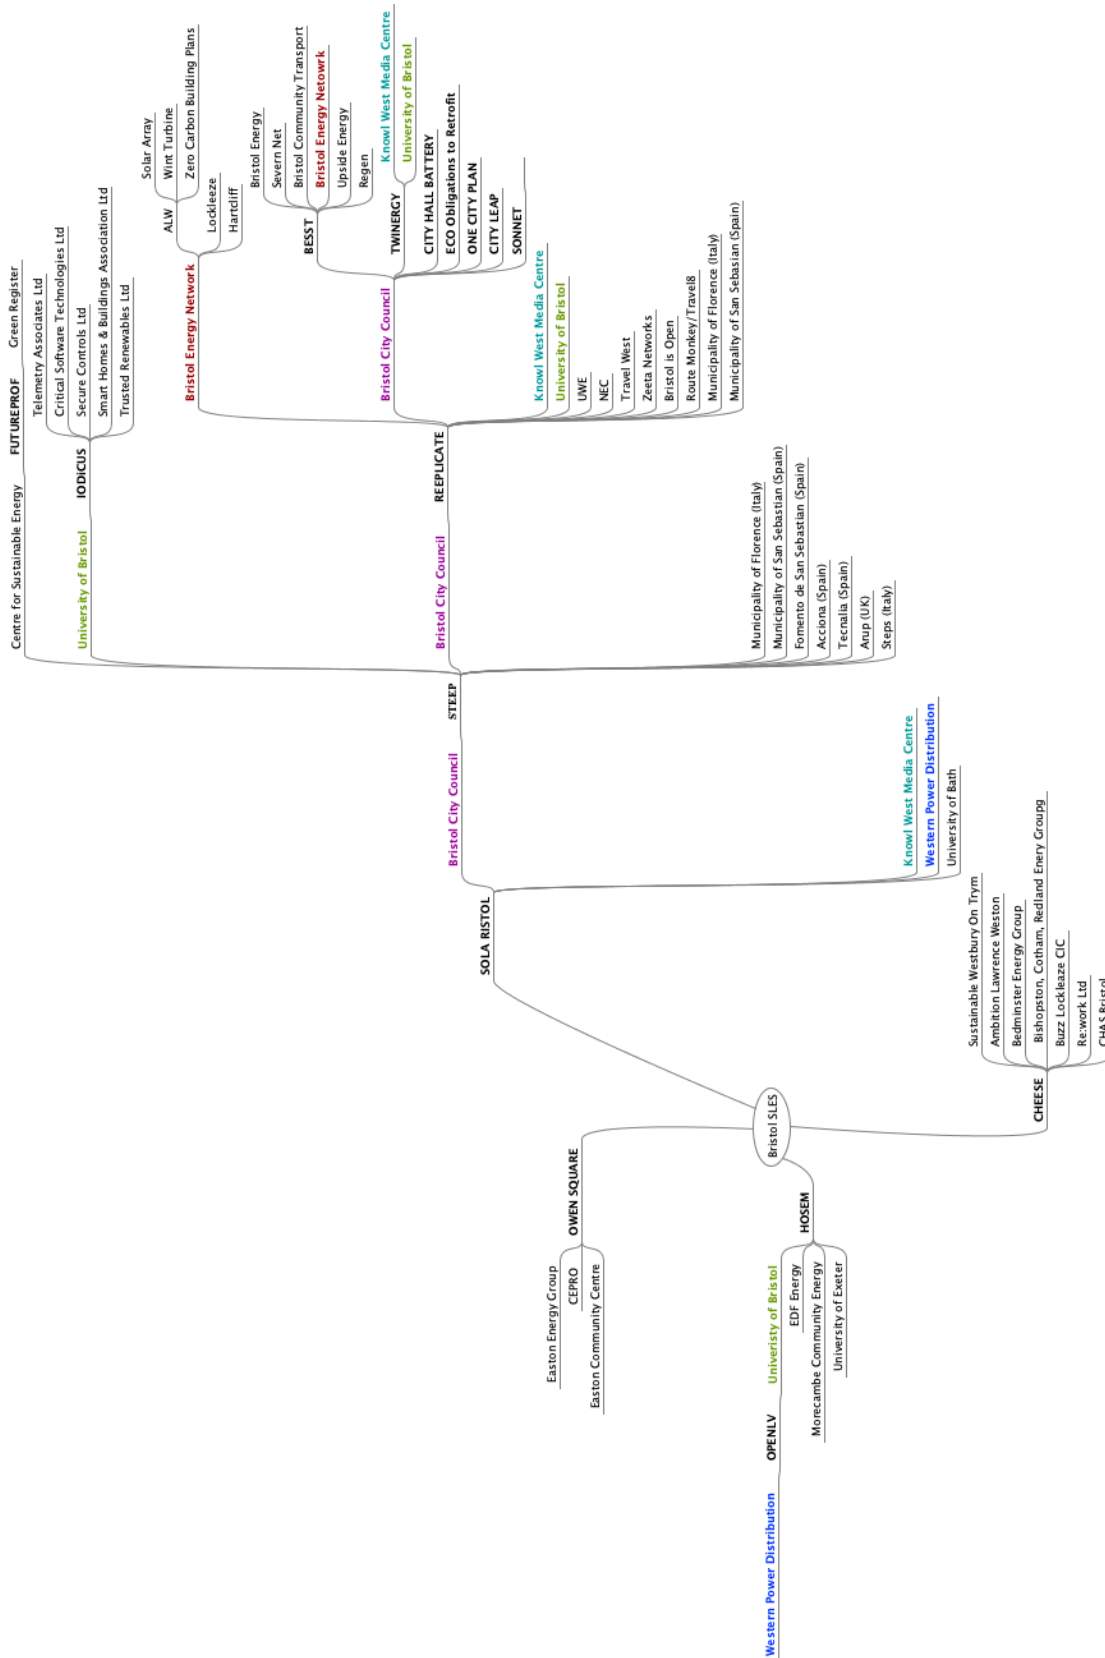 Centre for Sustainable Energy
FUTUREPROF
Green Register
University of Bristol
IODiCUS
Telemetry Associates Ltd
Critical Software Technologies Ltd
Secure Controls Ltd
Smart Homes & Buildings Association Ltd
Trusted Renewables Ltd
Bristol Energy Network
ALW
Solar Array
Wint Turbine
Zero Carbon Building Plans
Lockleeze
Hartcliff
Bristol City Council
BESST
Bristol Energy
Severn Net
Bristol Community Transport
Bristol Energy Netowrk
Upside Energy
Regen
TWINERGY
Knowl West Media Centre
University of Bristol
CITY HALL BATTERY
ECO Obligations to Retrofit
ONE CITY PLAN
CITY LEAP
SONNET
Bristol City Council
REEPLICATE
Knowl West Media Centre
University of Bristol
UWE
NEC
Travel West
Zeeta Networks
Bristol is Open
Route Monkey/Travel8
Municipality of Florence (Italy)
Municipality of San Sebasian (Spain)
Bristol City Council
STEEP
Municipality of Florence (Italy)
Municipality of San Sebastian (Spain)
Fomento de San Sebastian (Spain)
Acciona (Spain)
Tecnalia (Spain)
Arup (UK)
Steps (Italy)
SOLA RISTOL
Knowl West Media Centre
Western Power Distribution
University of Bath
Bristol SLES
CHEESE
Sustainable Westbury On Trym
Ambition Lawrence Weston
Bedminster Energy Group
Bishopston, Cotham, Redland Enery Groupg
Buzz Lockleaze CIC
Re:work Ltd
CHAS Bristol
OWEN SQUARE
Easton Energy Group
CEPRO
Easton Community Centre
HOSEM
Univeristy of Bristol
EDF Energy
Morecambe Community Energy
University of Exeter
OPENLV
Western Power Distribution